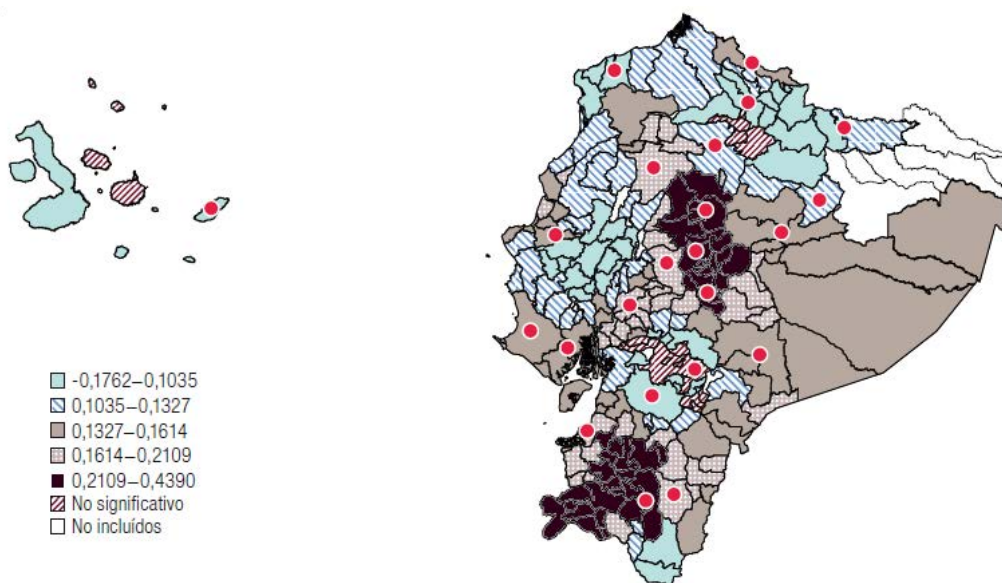 -0,1762–0,1035
0,1035–0,1327
0,1327–0,1614
0,1614–0,2109
0,2109–0,4390
No significativo
No incluídos